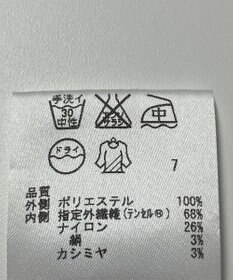 手洗イ
30
中性
エンソ
サラシ
中
ドライ
7
品質
外側 ポリエステル 100%
内側 指定外繊維(テンセル®) 68%
ナイロン 26%
絹 3%
カシミヤ 3%